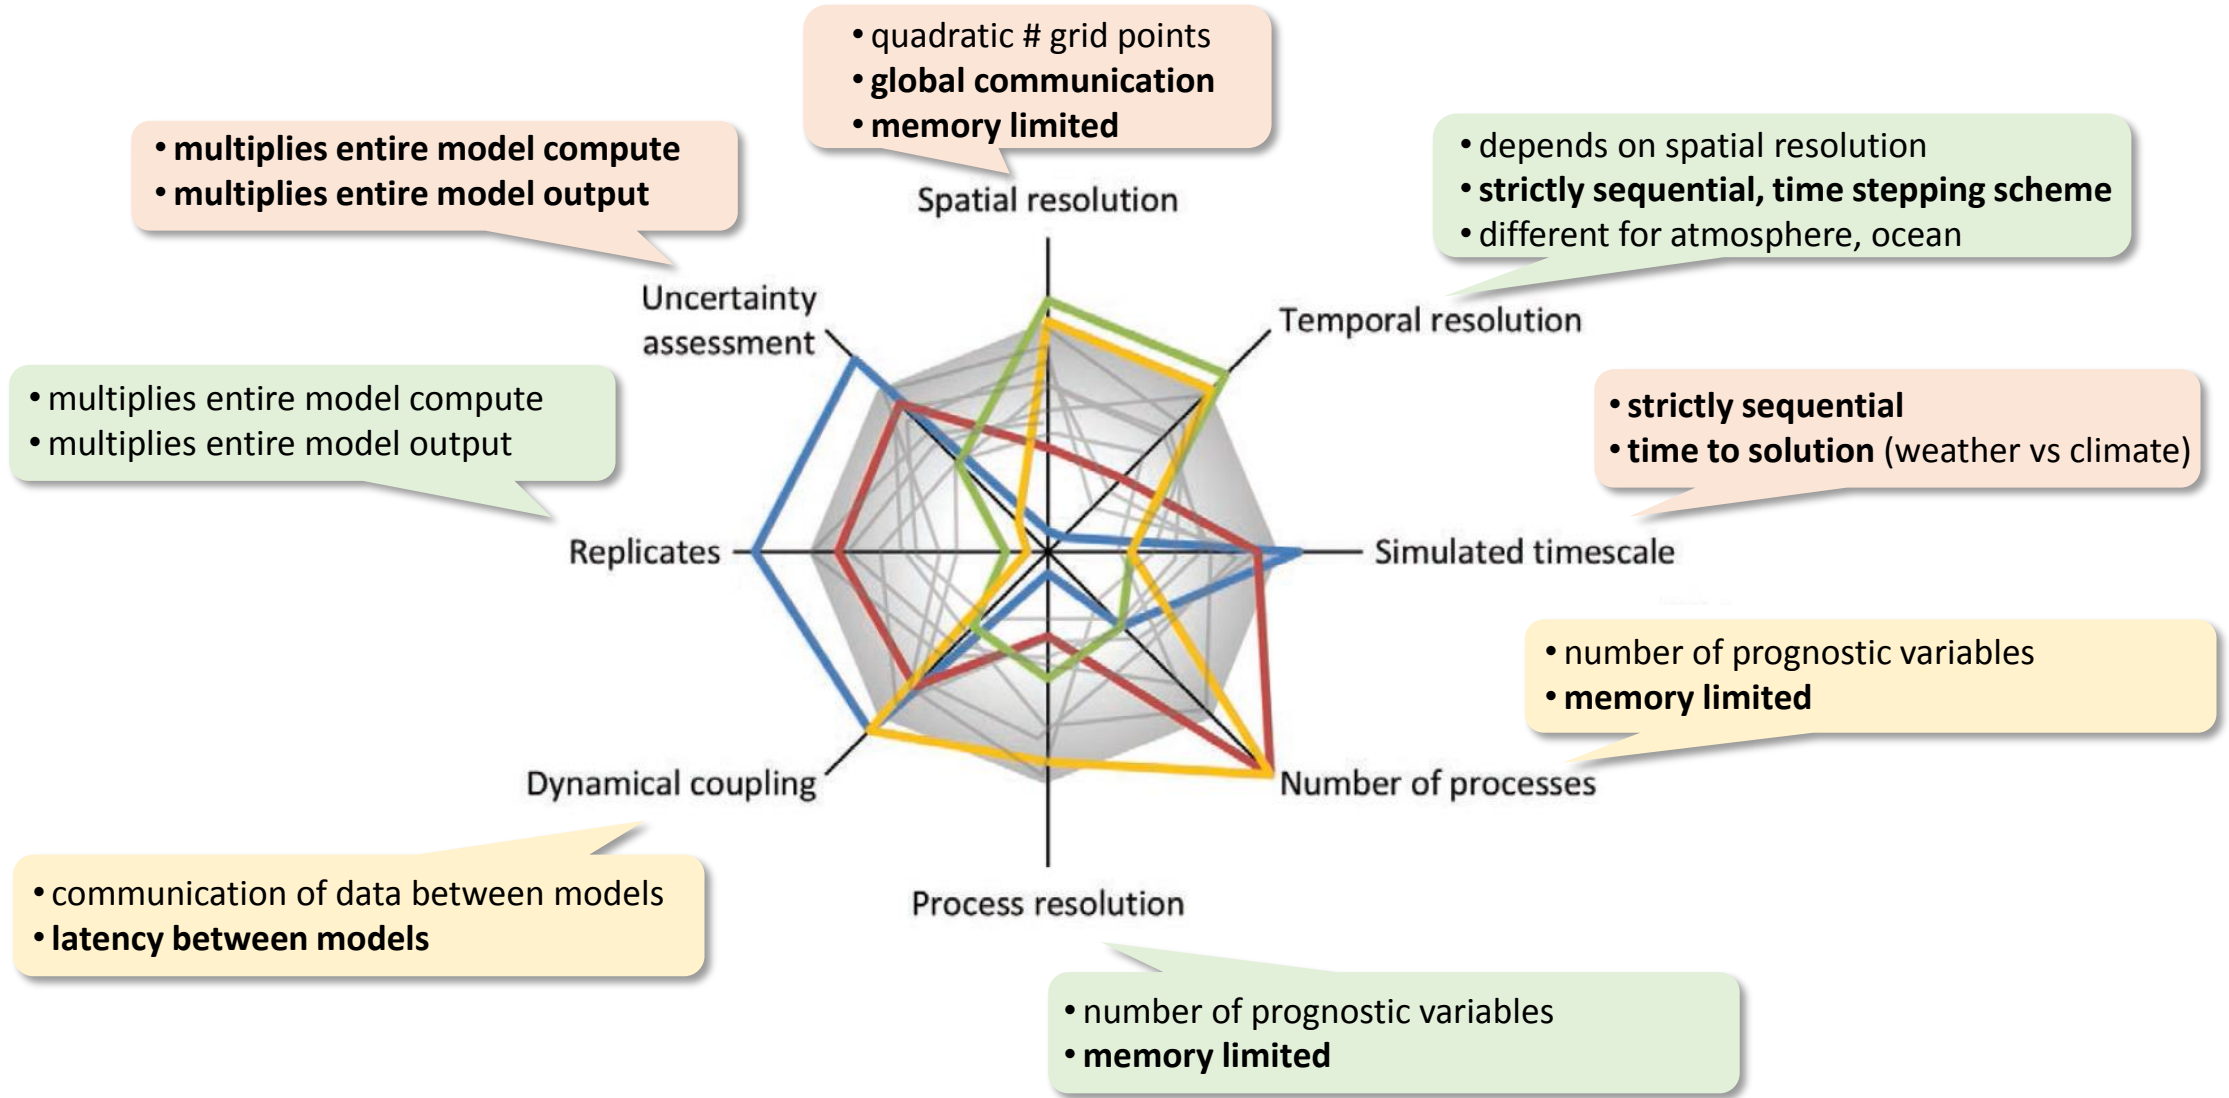 • quadratic # grid points
• global communication
• memory limited
• multiplies entire model compute
• multiplies entire model output
• depends on spatial resolution
• strictly sequential, time stepping scheme
• different for atmosphere, ocean
Spatial resolution
Uncertainty
assessment
Temporal resolution
• multiplies entire model compute
• multiplies entire model output
• strictly sequential
• time to solution (weather vs climate)
Replicates
Simulated timescale
• number of prognostic variables
• memory limited
Dynamical coupling
Number of processes
• communication of data between models
• latency between models
Process resolution
• number of prognostic variables
• memory limited